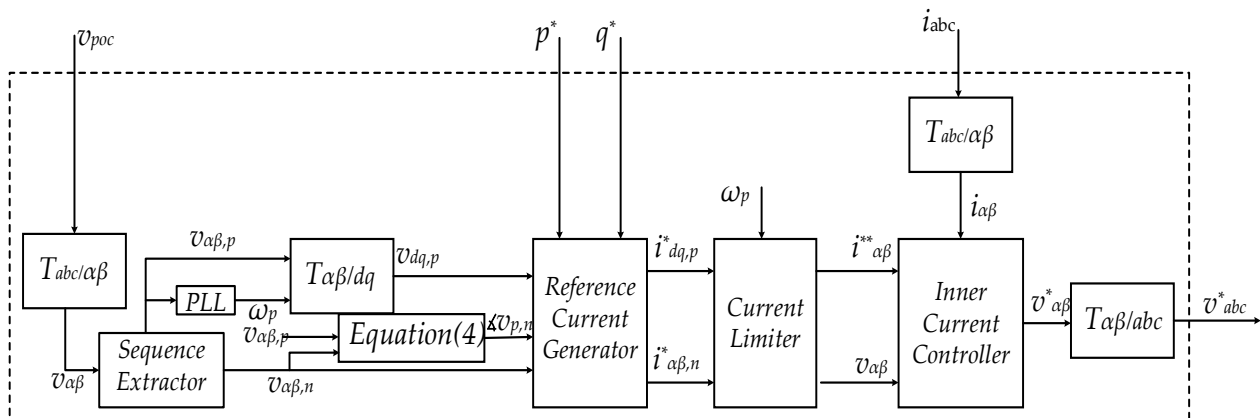 v_poc
p^*
q^*
i_abc
T_abc/αβ
ω_p
i_αβ
v_αβ,p
T_abc/αβ
T_αβ/dq
v_dq,p
i^*_dq,p
i^**_αβ
PLL
ω_p
Reference
Current
Generator
Current
Limiter
Inner
Current
Controller
v^*_αβ
T_αβ/abc
v^*_abc
v_αβ,p
Equation(4)
∡v_p,n
Sequence
Extractor
v_αβ
v_αβ,n
i^*_αβ,n
v_αβ